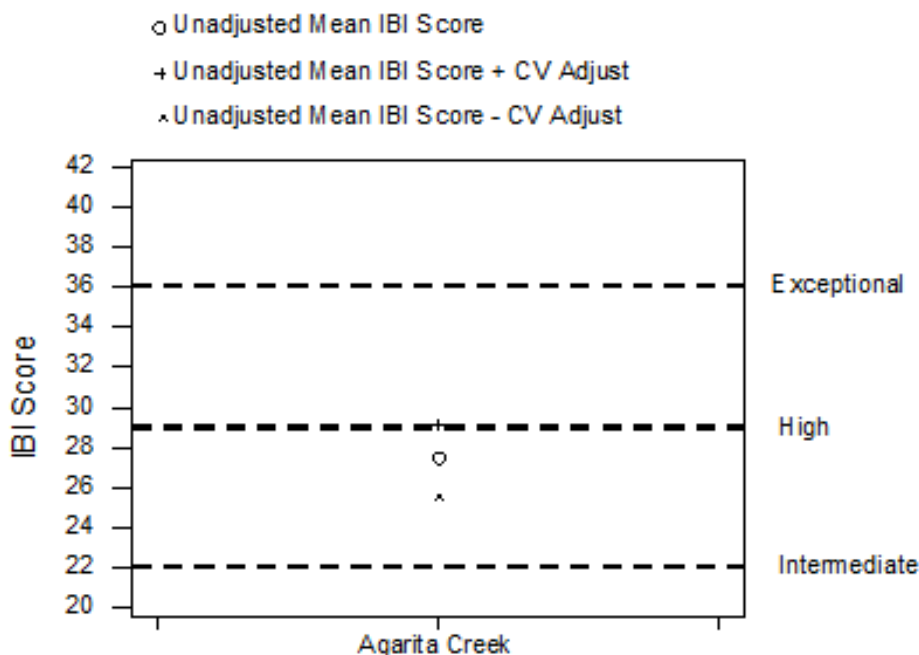 Unadjusted Mean IBI Score
Unadjusted Mean IBI Score + CV Adjust
Unadjusted Mean IBI Score - CV Adjust
42
40
38
36
34
32
30
28
26
24
22
20
IBI Score
Exceptional
High
Intermediate
Agarita Creek